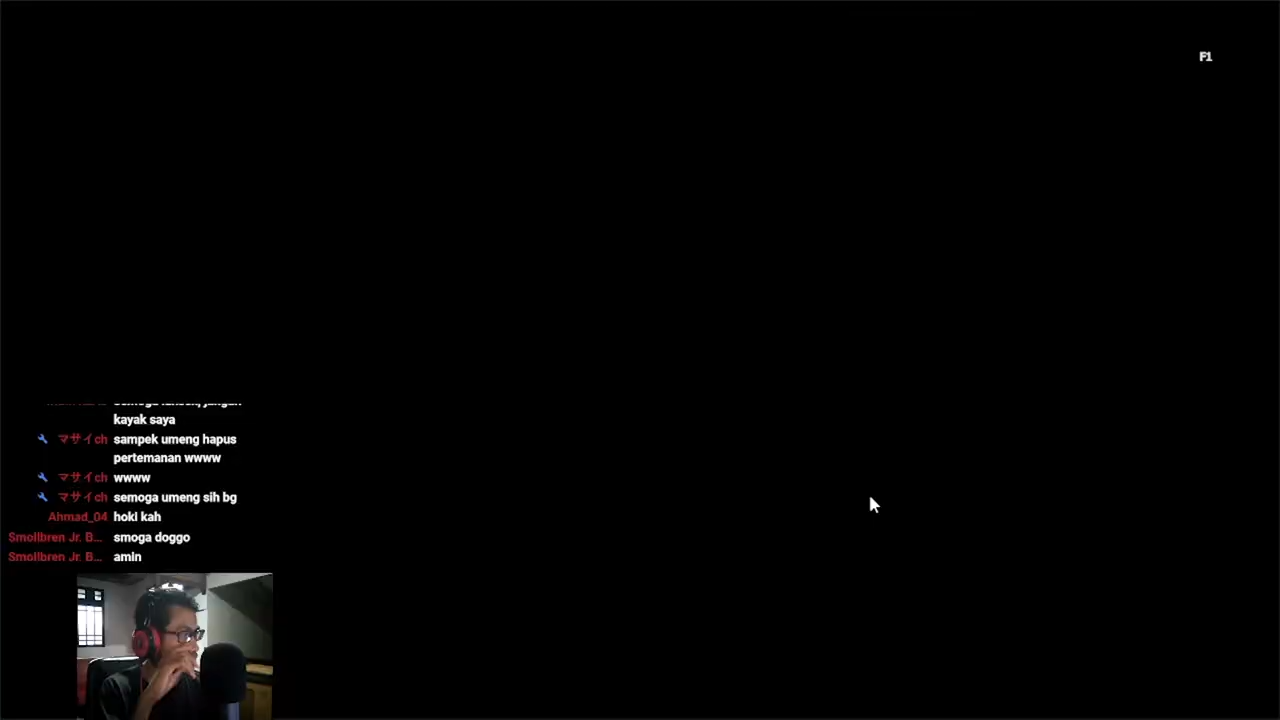 F1
kayak saya
マサイch sampek umeng hapus
pertemanan wwww
マサイch wwww
マサイch semoga umeng sih bg
Ahmad_04 hoki kah
Smollbren Jr. B... smoga doggo
Smollbren Jr. B... amin